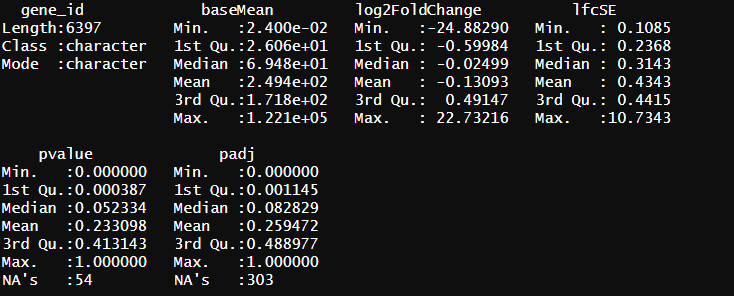 gene_id baseMean log2FoldChange lfcSE
Length:6397 Min. :2.400e-02 Min. :-24.88290 Min. : 0.1085
Class :character 1st Qu.:2.606e+01 1st Qu.: -0.59984 1st Qu.: 0.2368
Mode :character Median :6.948e+01 Median : -0.02499 Median : 0.3143
Mean :2.494e+02 Mean : -0.13093 Mean : 0.4343
3rd Qu.:1.718e+02 3rd Qu.: 0.49147 3rd Qu.: 0.4415
Max. :1.221e+05 Max. : 22.73216 Max. :10.7343
pvalue padj
Min. :0.000000 Min. :0.000000
1st Qu.:0.000387 1st Qu.:0.001145
Median :0.052334 Median :0.082829
Mean :0.233098 Mean :0.259472
3rd Qu.:0.413143 3rd Qu.:0.488977
Max. :1.000000 Max. :1.000000
NA's :54 NA's :303